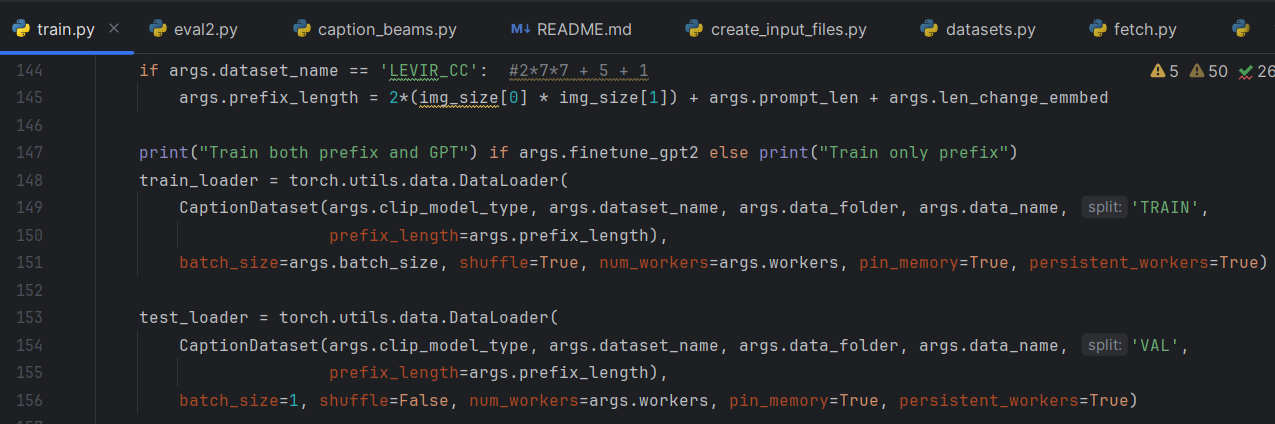 train.py × eval2.py caption_beams.py M↓ README.md create_input_files.py datasets.py fetch.py
144 if args.dataset_name == 'LEVIR_CC': #2*7*7 + 5 + 1 5 50 26
145 args.prefix_length = 2*(img_size[0] * img_size[1]) + args.prompt_len + args.len_change_emmbed
146
147 print("Train both prefix and GPT") if args.finetune_gpt2 else print("Train only prefix")
148 train_loader = torch.utils.data.DataLoader(
149 CaptionDataset(args.clip_model_type, args.dataset_name, args.data_folder, args.data_name, split: 'TRAIN',
150 prefix_length=args.prefix_length),
151 batch_size=args.batch_size, shuffle=True, num_workers=args.workers, pin_memory=True, persistent_workers=True)
152
153 test_loader = torch.utils.data.DataLoader(
154 CaptionDataset(args.clip_model_type, args.dataset_name, args.data_folder, args.data_name, split: 'VAL',
155 prefix_length=args.prefix_length),
156 batch_size=1, shuffle=False, num_workers=args.workers, pin_memory=True, persistent_workers=True)